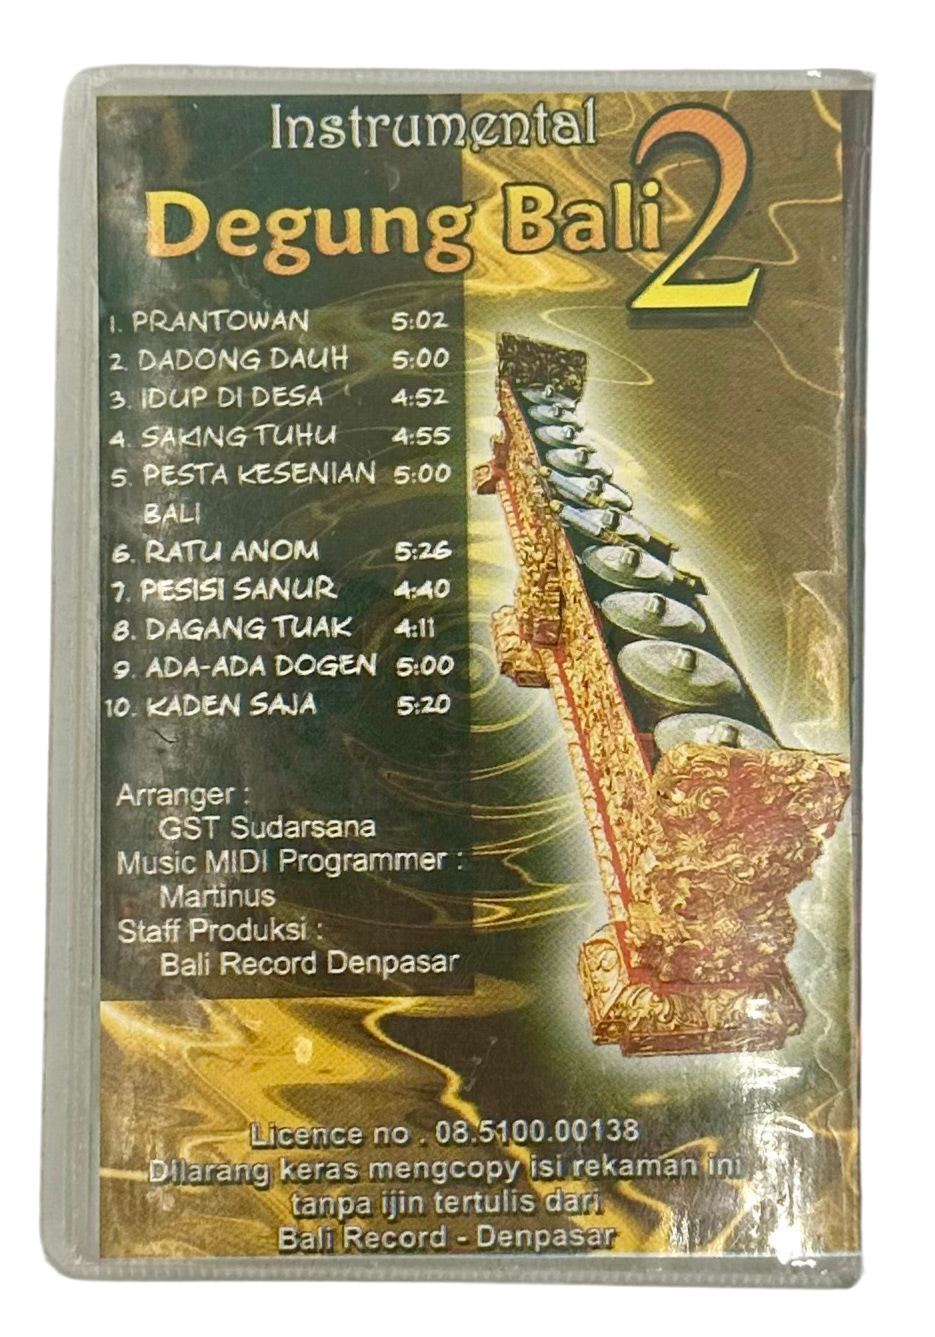 Instrumental
Degung Bali 2
1. PRANTOWAN 5:02
2. DADONG DAUH 5:00
3. IDUP DI DESA 4:52
4. SAKING TUHU 4:55
5. PESTA KESENIAN 5:00
BALI
6. RATU ANOM 5:26
7. PESISI SANUR 4:40
8. DAGANG TUAK 4:11
9. ADA-ADA DOGEN 5:00
10. KADEN SAJA 5:20
Arranger :
GST Sudarsana
Music MIDI Programmer :
Martinus
Staff Produksi :
Bali Record Denpasar
Licence no . 08.5100.00138
Dilarang keras mengcopy isi rekaman ini
tanpa ijin tertulis dari
Bali Record - Denpasar